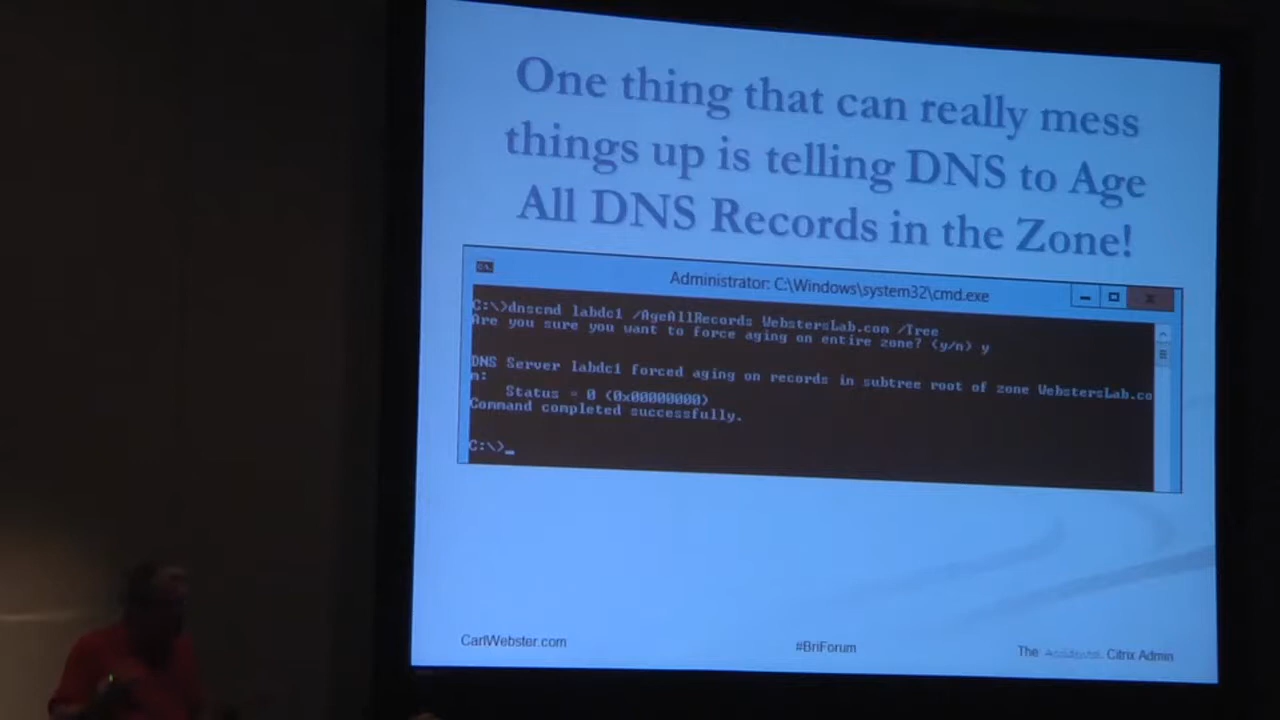 One thing that can really mess
things up is telling DNS to Age
All DNS Records in the Zone!
Administrator: C:\Windows\system32\cmd.exe
C:\>dnscmd labdc1 /AgeAllRecords WebstersLab.com /Tree
Are you sure you want to force aging on entire zone? (y/n) y
DNS Server labdc1 forced aging on records in subtree root of zone WebstersLab.co
m:
Status = 0 (0x00000000)
Command completed successfully.
C:\>_
CarlWebster.com
#BriForum
The Accidental Citrix Admin